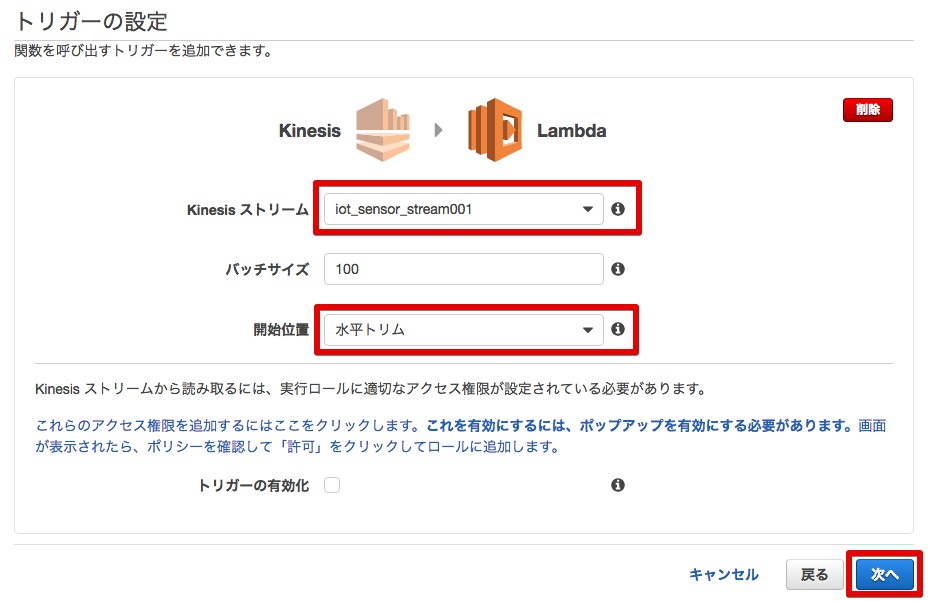 トリガーの設定
関数を呼び出すトリガーを追加できます。
削除
Kinesis
Lambda
Kinesis ストリーム
iot_sensor_stream001
バッチサイズ
100
開始位置
水平トリム
Kinesis ストリームから読み取るには、実行ロールに適切なアクセス権限が設定されている必要があります。
これらのアクセス権限を追加するにはここをクリックします。これを有効にするには、ポップアップを有効にする必要があります。画面
が表示されたら、ポリシーを確認して「許可」をクリックしてロールに追加します。
トリガーの有効化
キャンセル
戻る
次へ